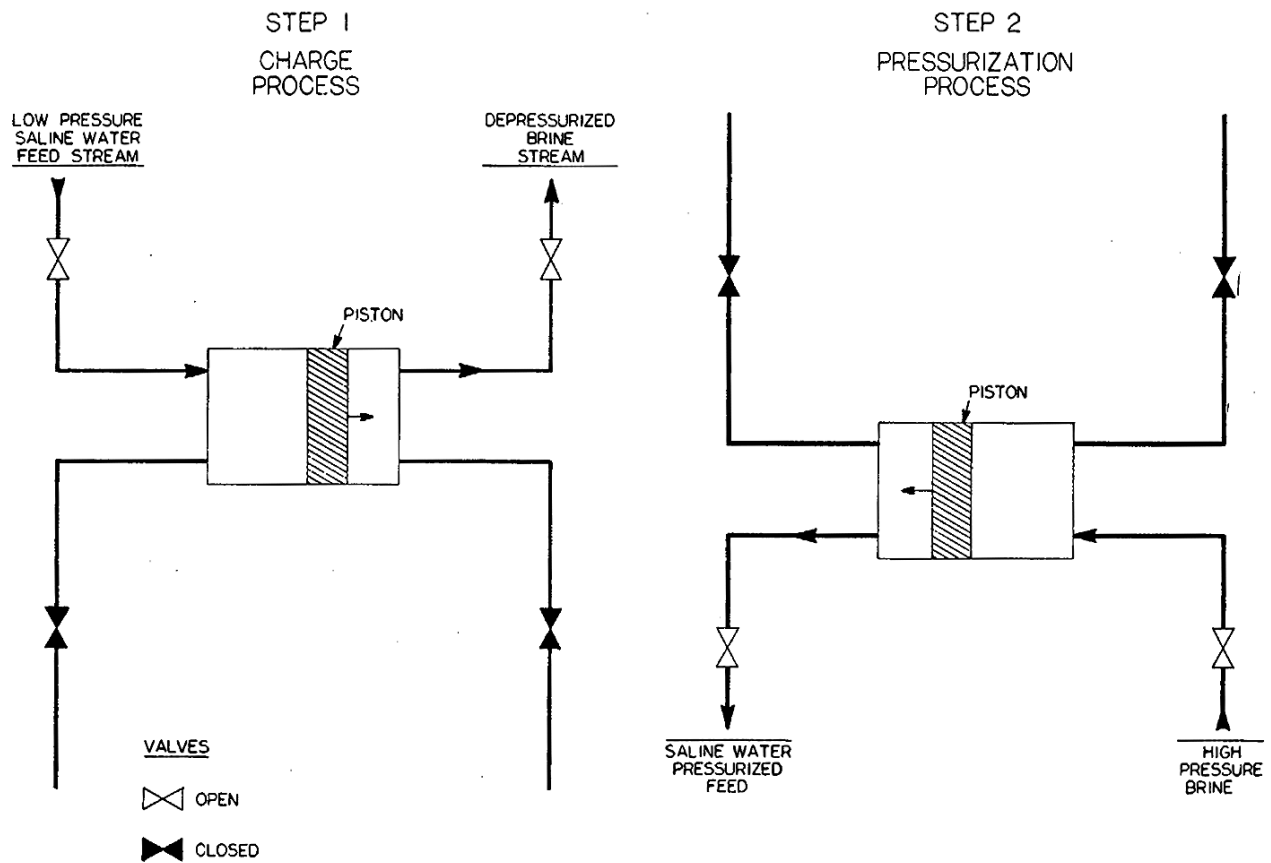 STEP 1
CHARGE
PROCESS
LOW PRESSURE
SALINE WATER
FEED STREAM
DEPRESSURIZED
BRINE
STREAM
PISTON
VALVES
OPEN
CLOSED
STEP 2
PRESSURIZATION
PROCESS
PISTON
SALINE WATER
PRESSURIZED
FEED
HIGH
PRESSURE
BRINE